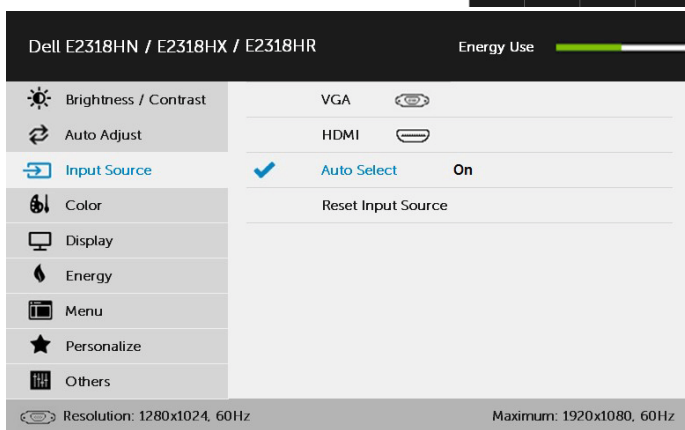 Dell E2318HN / E2318HX / E2318HR Energy Use
Brightness / Contrast VGA
Auto Adjust HDMI
Input Source Auto Select On
Color Reset Input Source
Display
Energy
Menu
Personalize
Others
Resolution: 1280x1024, 60Hz Maximum: 1920x1080, 60Hz